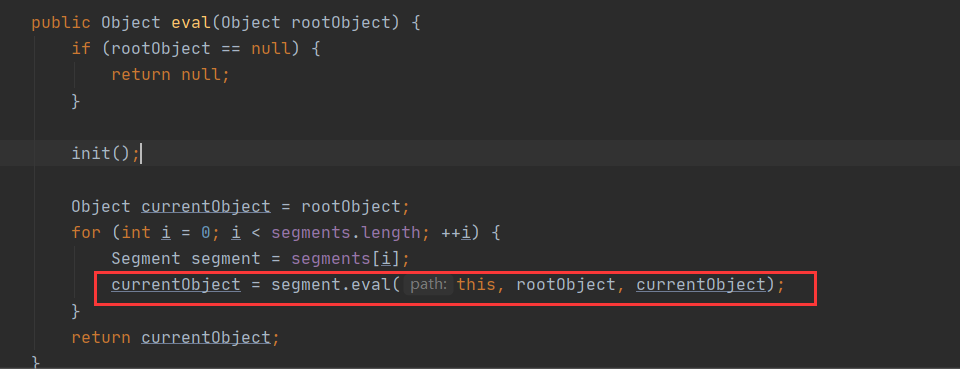 public Object eval(Object rootObject) {
if (rootObject == null) {
return null;
}
init();
Object currentObject = rootObject;
for (int i = 0; i < segments.length; ++i) {
Segment segment = segments[i];
currentObject = segment.eval( path: this, rootObject, currentObject);
}
return currentObject;
}